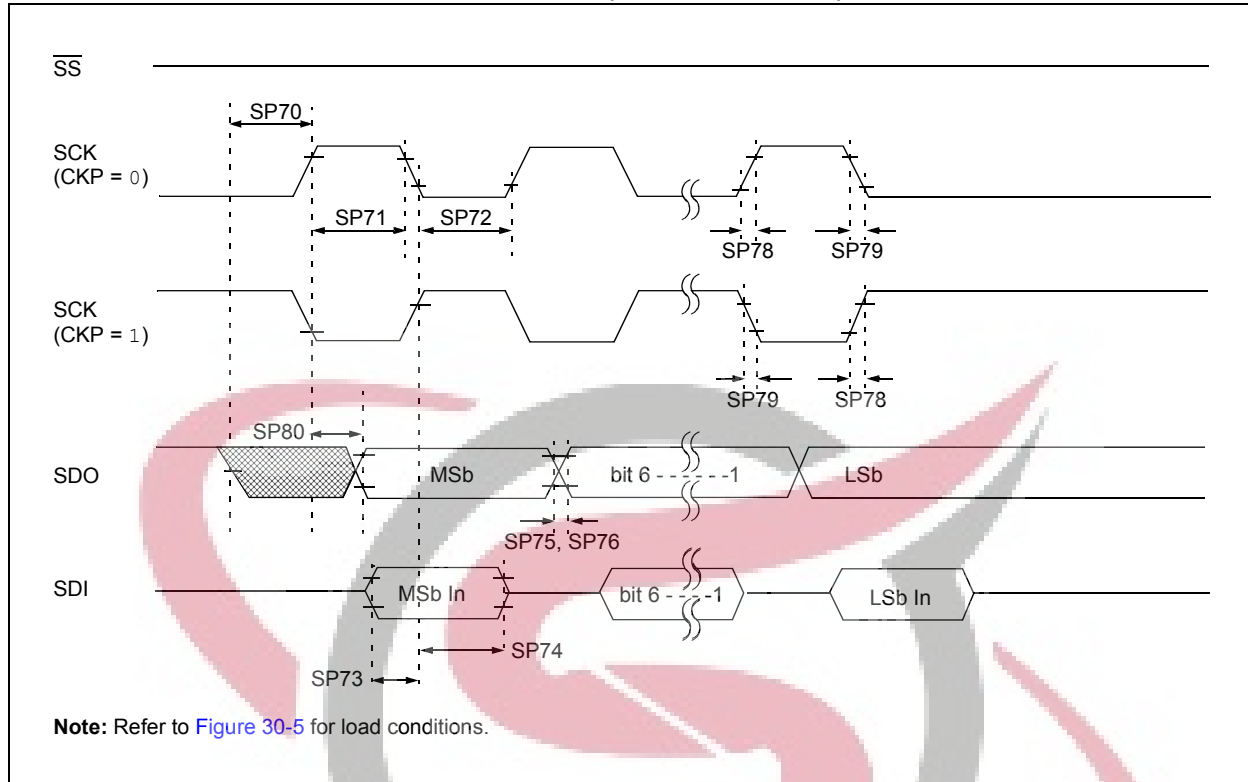 SS
SP70
SCK
(CKP = 0)
SP71
SP72
SP78
SP79
SCK
(CKP = 1)
SP79
SP78
SP80
SDO
MSb
bit 6 - - - - - -1
LSb
SP75, SP76
SDI
MSb In
bit 6 - - - -1
LSb In
SP74
SP73
Note: Refer to Figure 30-5 for load conditions.